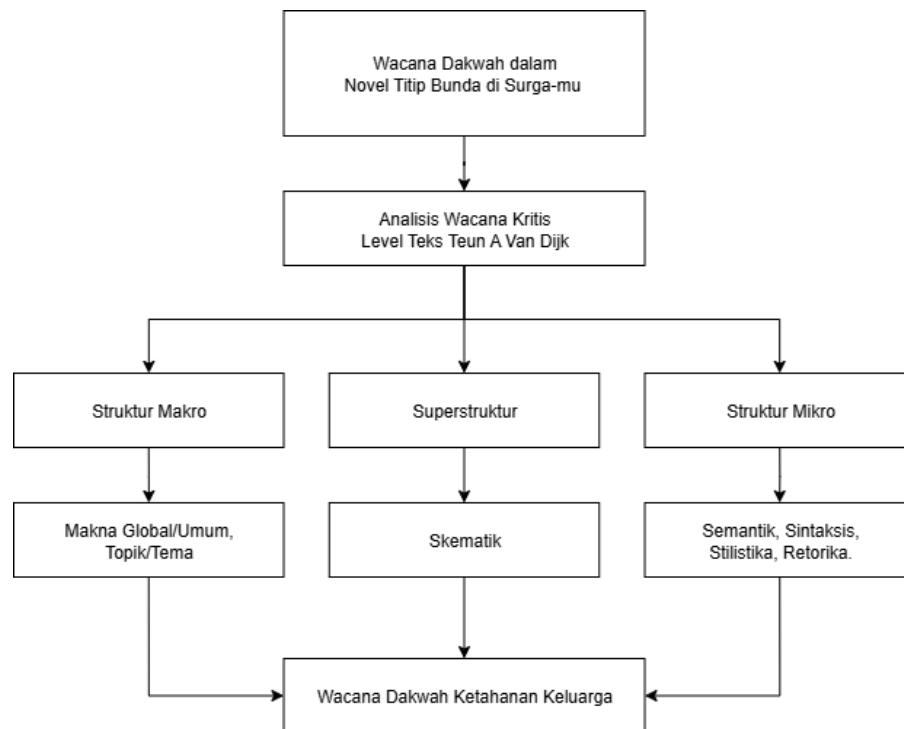 Wacana Dakwah dalam
Novel Titip Bunda di Surga-mu
Analisis Wacana Kritis
Level Teks Teun A Van Dijk
Struktur Makro
Superstruktur
Struktur Mikro
Makna Global/Umum,
Topik/Tema
Skematik
Semantik, Sintaksis,
Stilistika, Retorika.
Wacana Dakwah Ketahanan Keluarga